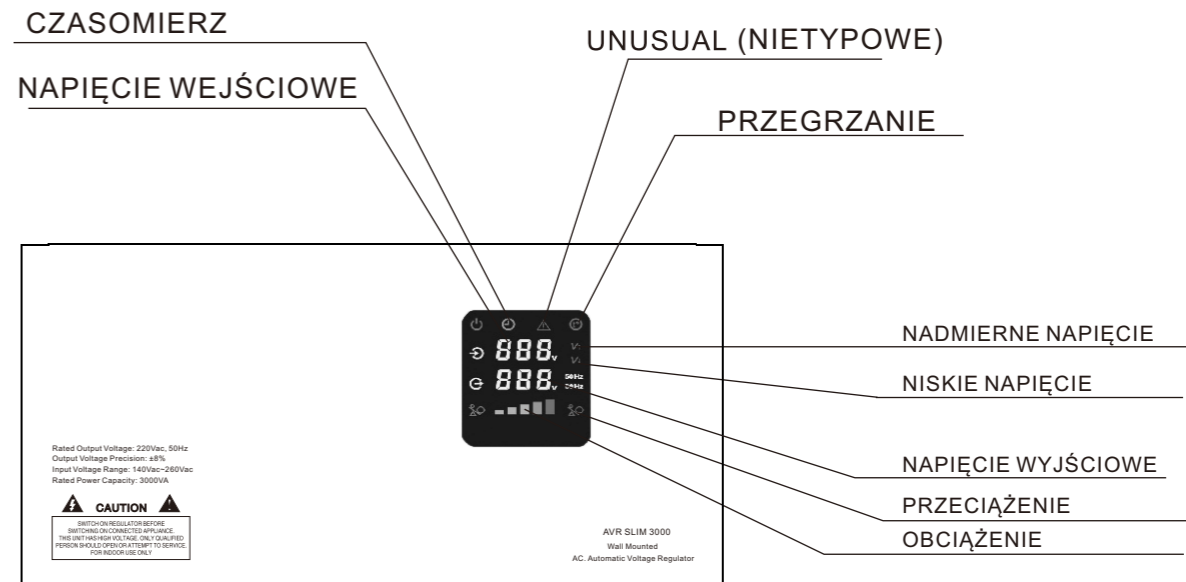 CZASOMIERZ
UNUSUAL (NIETYPOWE)
NAPIĘCIE WEJŚCIOWE
PRZEGRZANIE
888v
V+
V-
888v
50Hz
NADMIERNE NAPIĘCIE
NISKIE NAPIĘCIE
NAPIĘCIE WYJŚCIOWE
PRZECIĄŻENIE
OBCIĄŻENIE
Rated Output Voltage: 220Vac, 50Hz
Output Voltage Precision: ±8%
Input Voltage Range: 140Vac~260Vac
Rated Power Capacity: 3000VA
CAUTION
SWITCH ON REGULATOR BEFORE
SWITCHING ON CONNECTED APPLIANCE.
THIS UNIT HAS HIGH VOLTAGE. ONLY QUALIFIED
PERSON SHOULD OPEN OR ATTEMPT TO SERVICE.
FOR INDOOR USE ONLY
AVR SLIM 3000
Wall Mounted
AC. Automatic Voltage Regulator